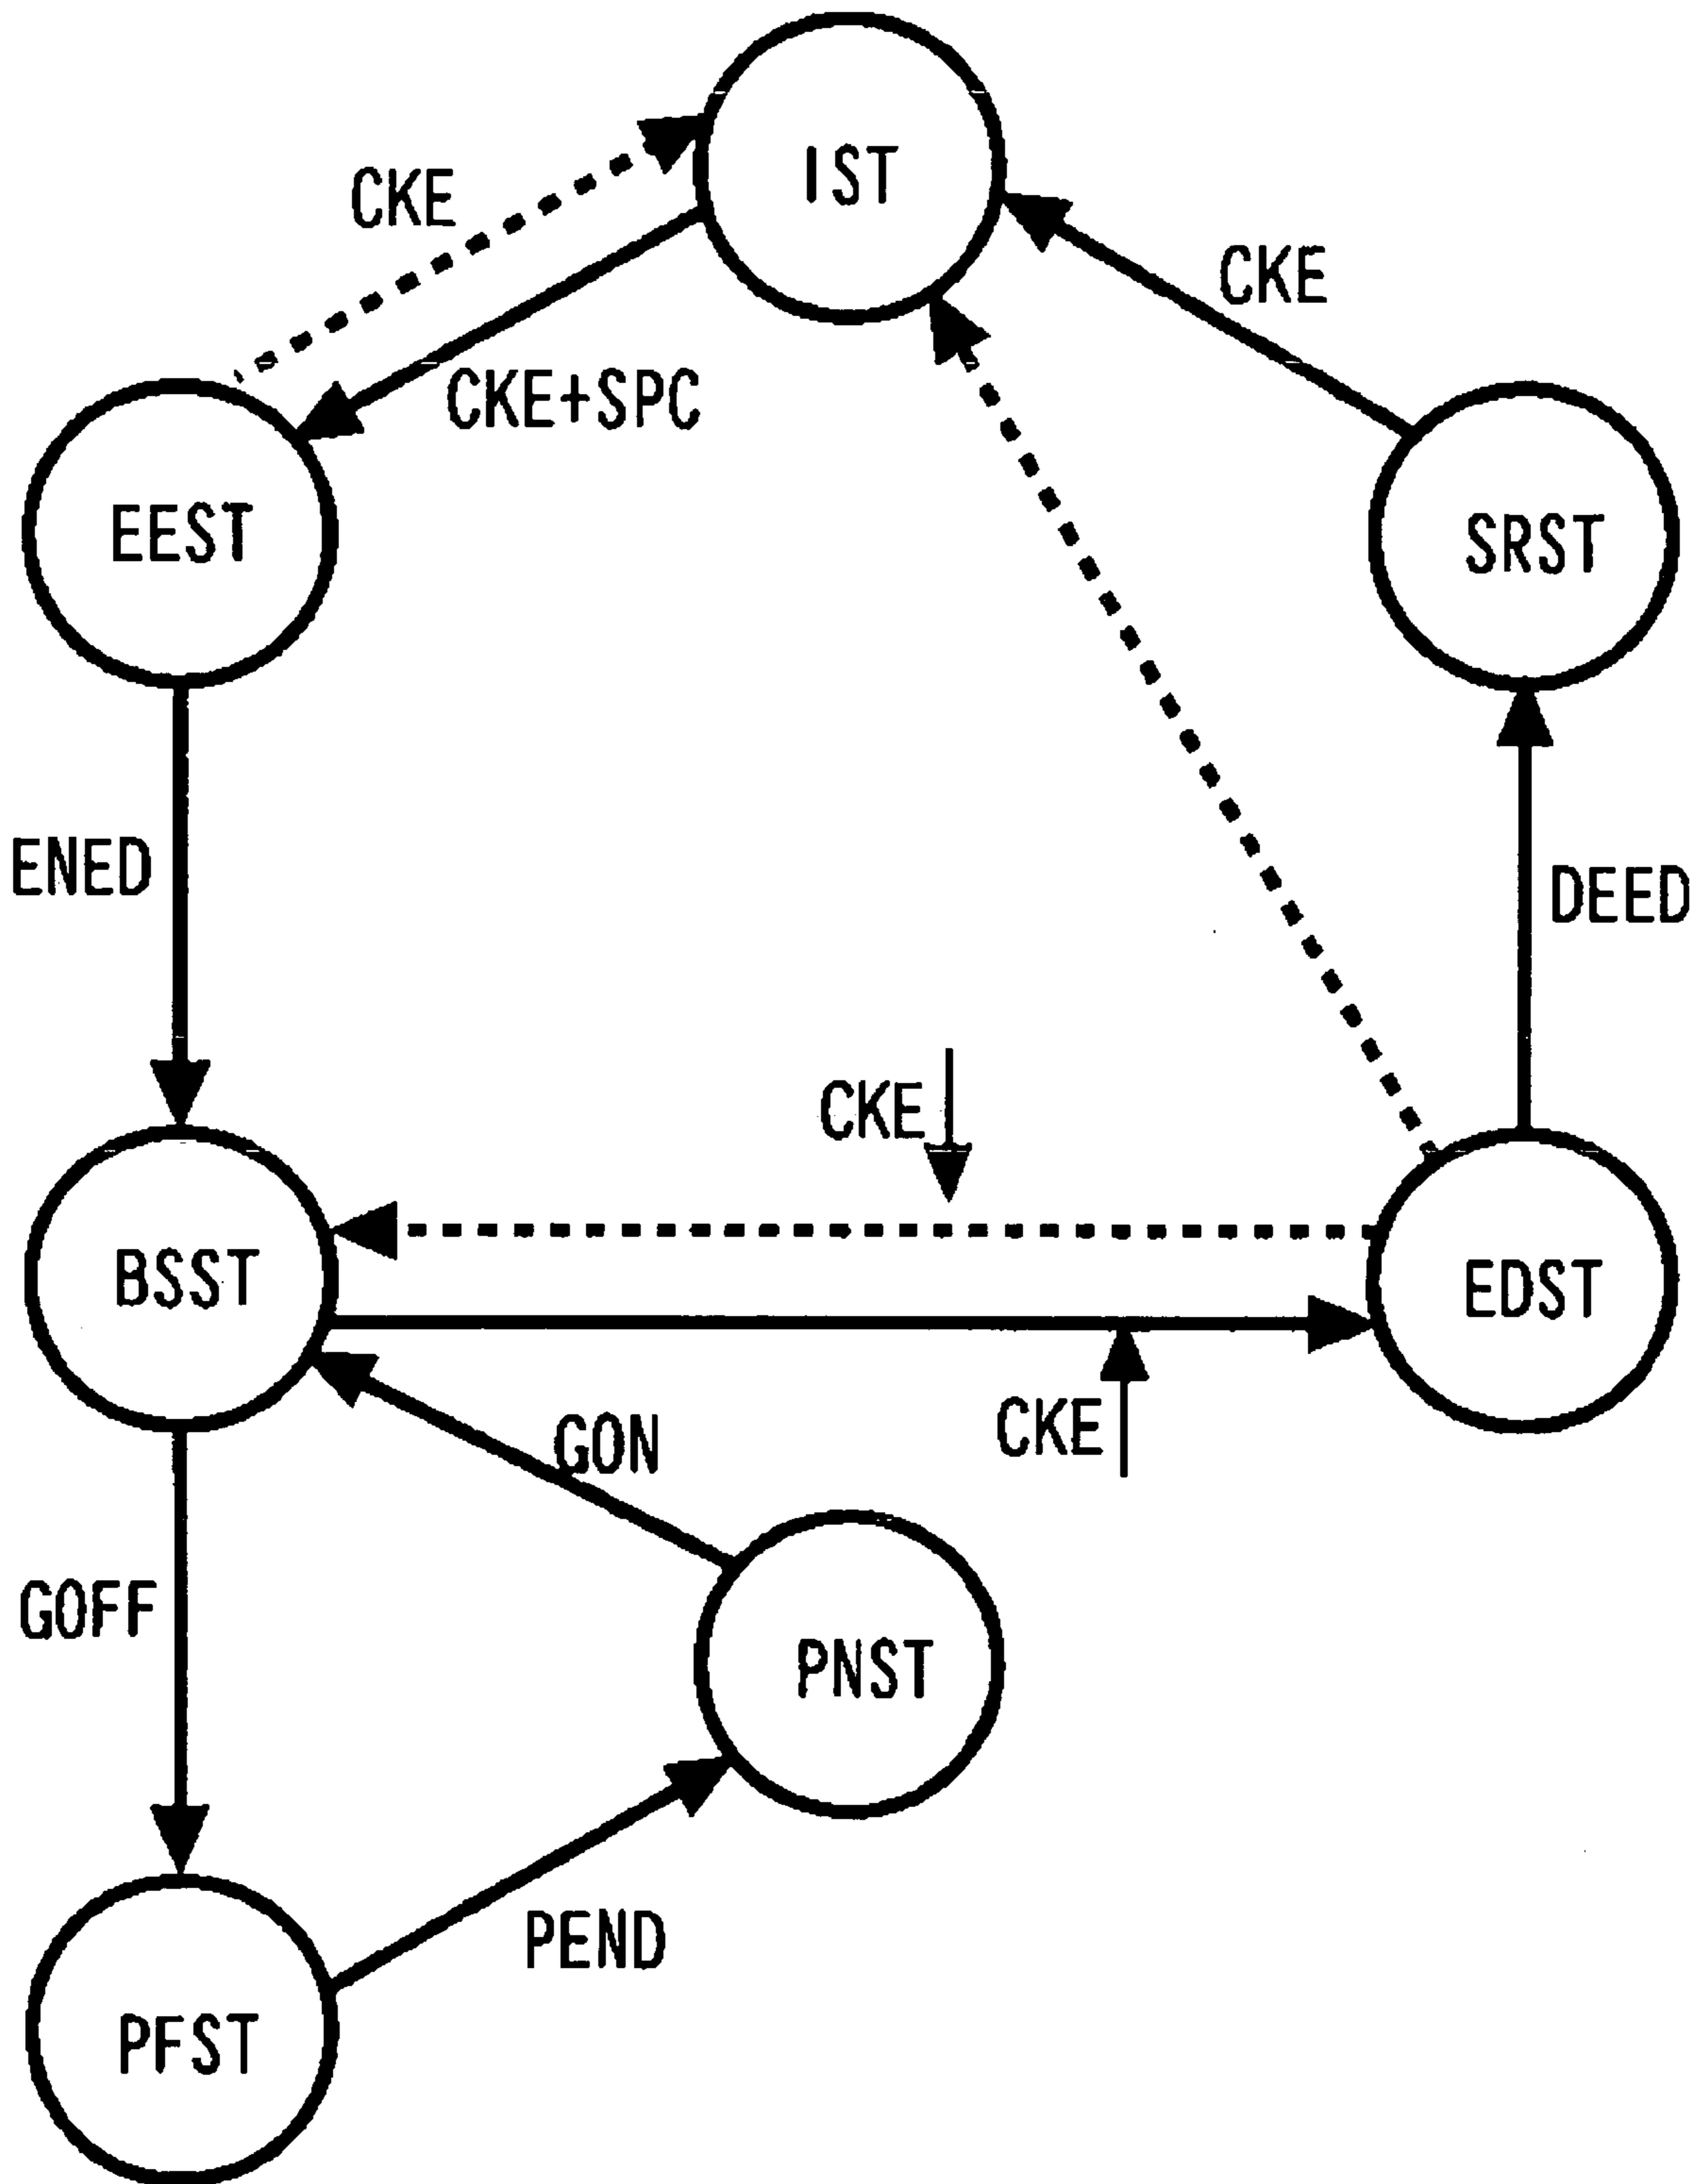 IST
CKE
CKE
CKE+SPC
EEST
SRST
ENED
DEED
CKE
BSST
EDST
CKE
GON
GOFF
PNST
PEND
PFST